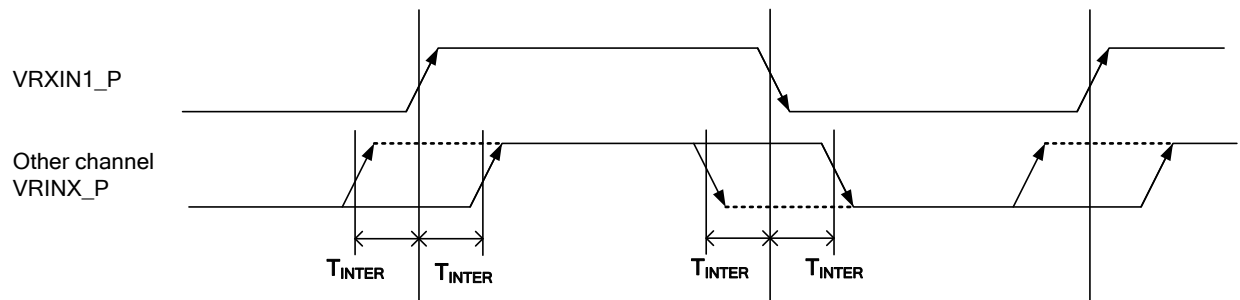 VRXIN1_P
Other channel
VRINX_P
TINTER
TINTER
TINTER
TINTER